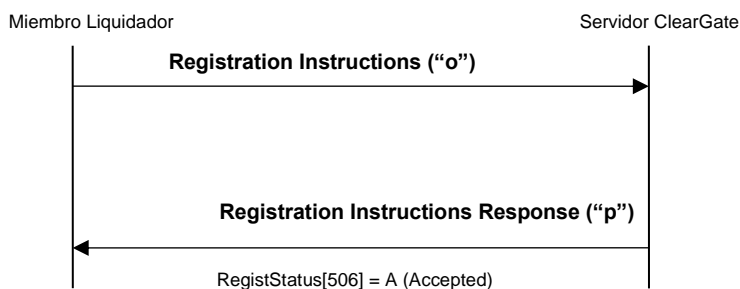 Miembro Liquidador
Servidor ClearGate
Registration Instructions (“o”)
Registration Instructions Response (“p”)
RegistStatus[506] = A (Accepted)